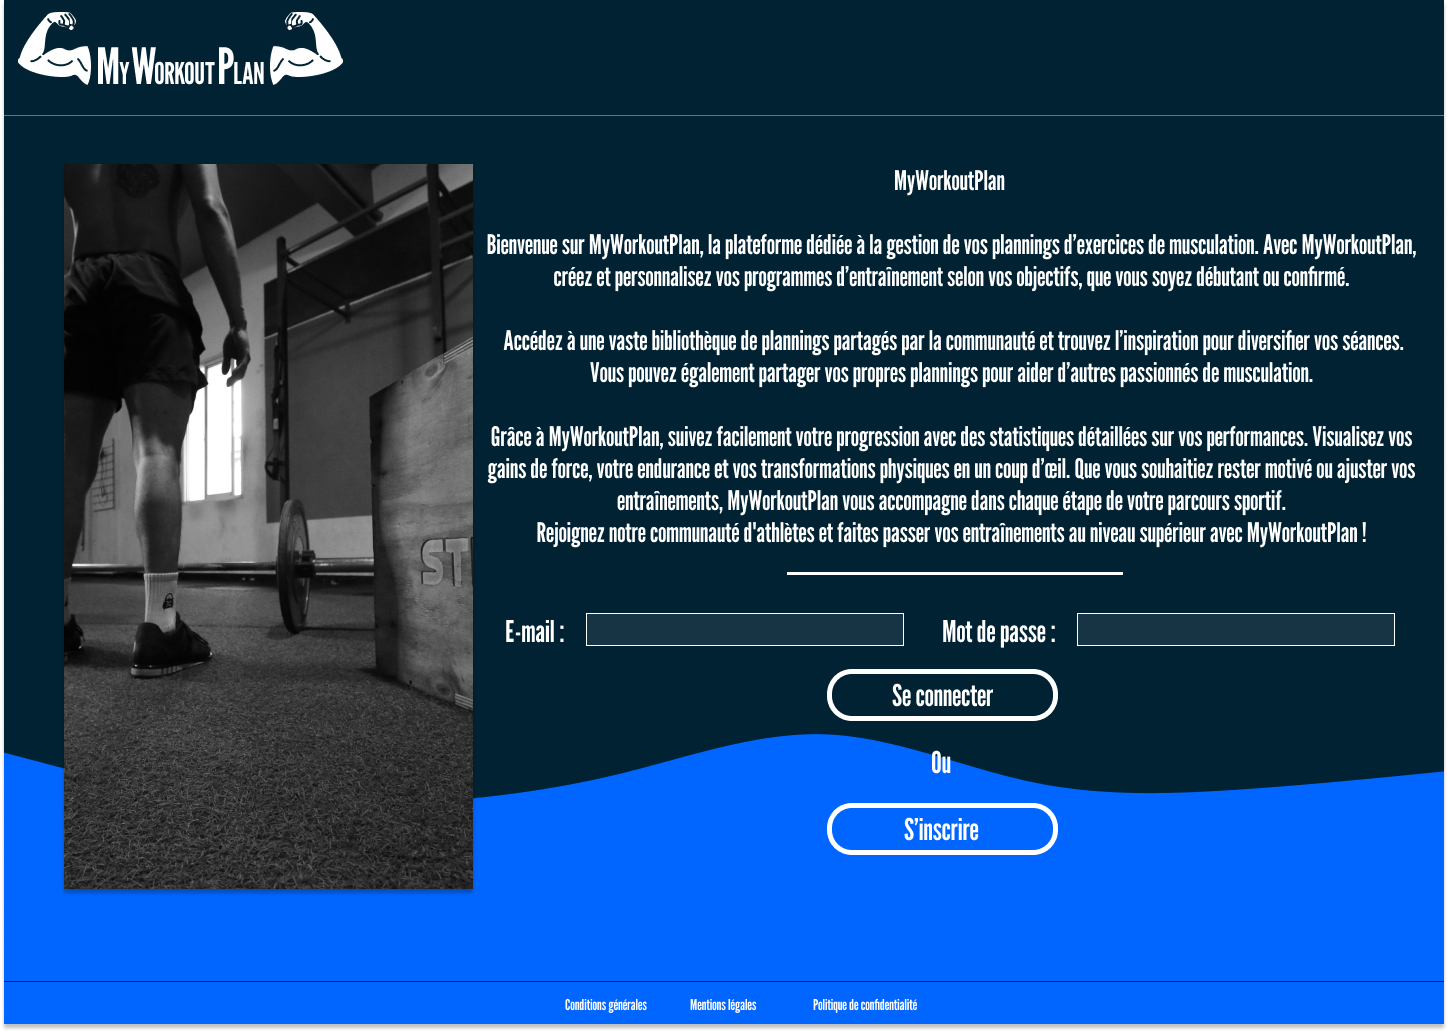 My Workout Plan
MyWorkoutPlan
Bienvenue sur MyWorkoutPlan, la plateforme dédiée à la gestion de vos plannings d’exercices de musculation. Avec MyWorkoutPlan,
créez et personnalisez vos programmes d’entraînement selon vos objectifs, que vous soyez débutant ou confirmé.
Accédez à une vaste bibliothèque de plannings partagés par la communauté et trouvez l’inspiration pour diversifier vos séances.
Vous pouvez également partager vos propres plannings pour aider d’autres passionnés de musculation.
Grâce à MyWorkoutPlan, suivez facilement votre progression avec des statistiques détaillées sur vos performances. Visualisez vos
gains de force, votre endurance et vos transformations physiques en un coup d’œil. Que vous souhaitiez rester motivé ou ajuster vos
entraînements, MyWorkoutPlan vous accompagne dans chaque étape de votre parcours sportif.
Rejoignez notre communauté d'athlètes et faites passer vos entraînements au niveau supérieur avec MyWorkoutPlan !
ST
E-mail : Mot de passe :
Se connecter
Ou
S’inscrire
Conditions générales Mentions légales Politique de confidentialité